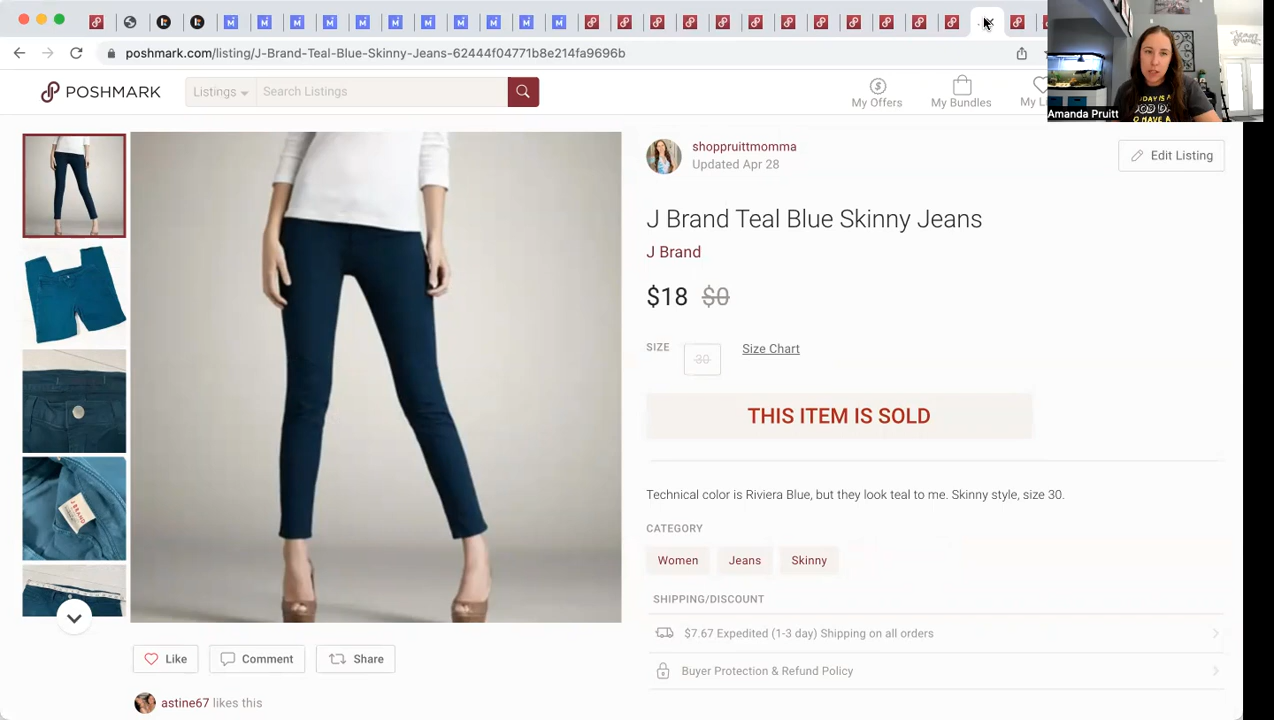 poshmark.com/listing/J-Brand-Teal-Blue-Skinny-Jeans-62444f04771b8e214fa9696b
POSHMARK
Listings
Search Listings
My Offers
My Bundles
My Li
Amanda Pruitt
shoppruittmomma
Updated Apr 28
Edit Listing
J Brand Teal Blue Skinny Jeans
J Brand
$18 $0
SIZE
30
Size Chart
THIS ITEM IS SOLD
Technical color is Riviera Blue, but they look teal to me. Skinny style, size 30.
CATEGORY
Women
Jeans
Skinny
SHIPPING/DISCOUNT
$7.67 Expedited (1-3 day) Shipping on all orders
Buyer Protection & Refund Policy
Like
Comment
Share
astine67 likes this
J BRAND